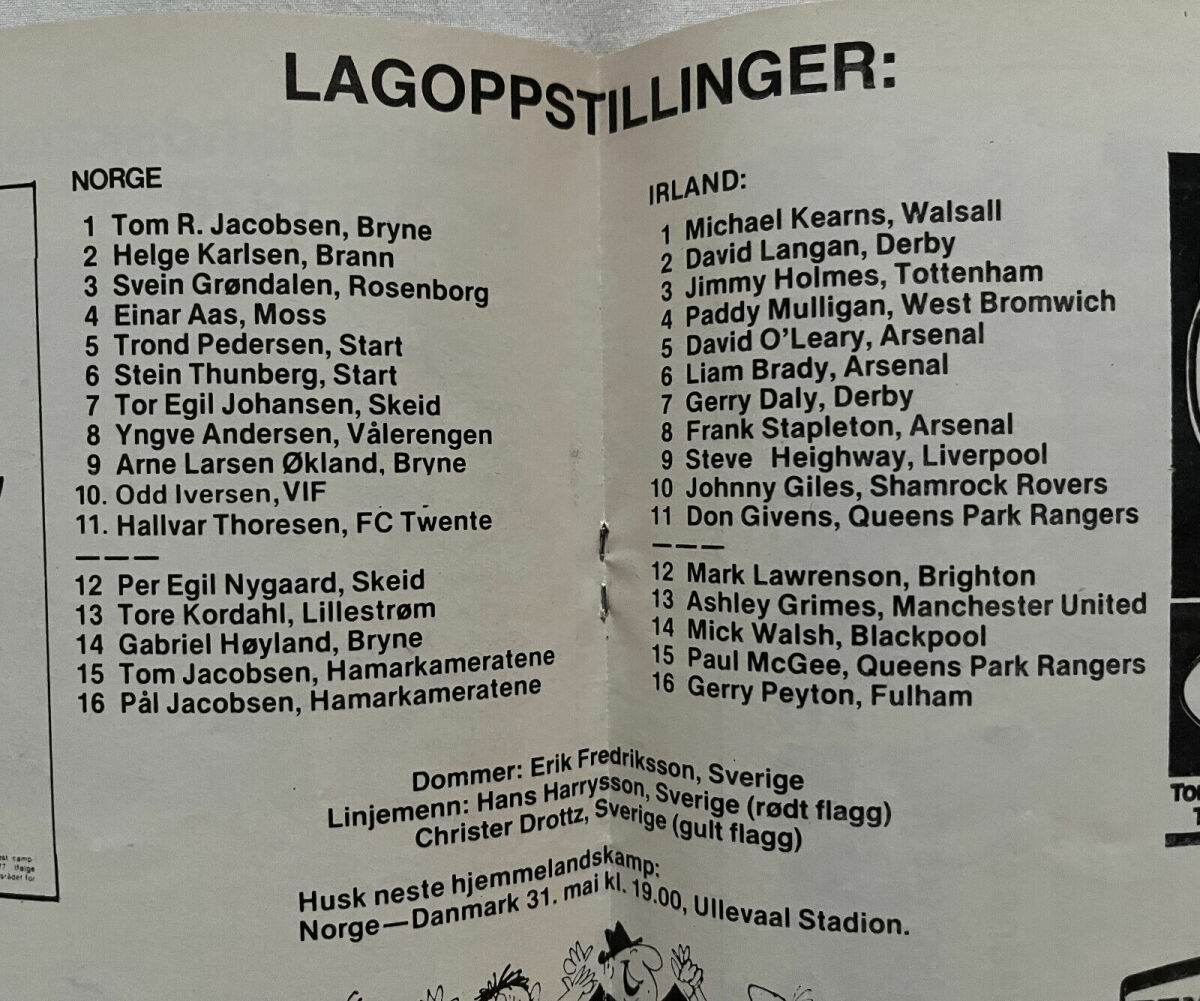 LAGOPPSTILLINGER:
NORGE
1 Tom R. Jacobsen, Bryne
2 Helge Karlsen, Brann
3 Svein Grøndalen, Rosenborg
4 Einar Aas, Moss
5 Trond Pedersen, Start
6 Stein Thunberg, Start
7 Tor Egil Johansen, Skeid
8 Yngve Andersen, Vålerengen
9 Arne Larsen Økland, Bryne
10. Odd Iversen, VIF
11. Hallvar Thoresen, FC Twente
———
12 Per Egil Nygaard, Skeid
13 Tore Kordahl, Lillestrøm
14 Gabriel Høyland, Bryne
15 Tom Jacobsen, Hamarkameratene
16 Pål Jacobsen, Hamarkameratene
IRLAND:
1 Michael Kearns, Walsall
2 David Langan, Derby
3 Jimmy Holmes, Tottenham
4 Paddy Mulligan, West Bromwich
5 David O'Leary, Arsenal
6 Liam Brady, Arsenal
7 Gerry Daly, Derby
8 Frank Stapleton, Arsenal
9 Steve Heighway, Liverpool
10 Johnny Giles, Shamrock Rovers
11 Don Givens, Queens Park Rangers
———
12 Mark Lawrenson, Brighton
13 Ashley Grimes, Manchester United
14 Mick Walsh, Blackpool
15 Paul McGee, Queens Park Rangers
16 Gerry Peyton, Fulham
Dommer: Erik Fredriksson, Sverige
Linjemenn: Hans Harrysson, Sverige (rødt flagg)
Christer Drottz, Sverige (gult flagg)
Husk neste hjemmelandskamp:
Norge—Danmark 31. mai kl. 19.00, Ullevaal Stadion.